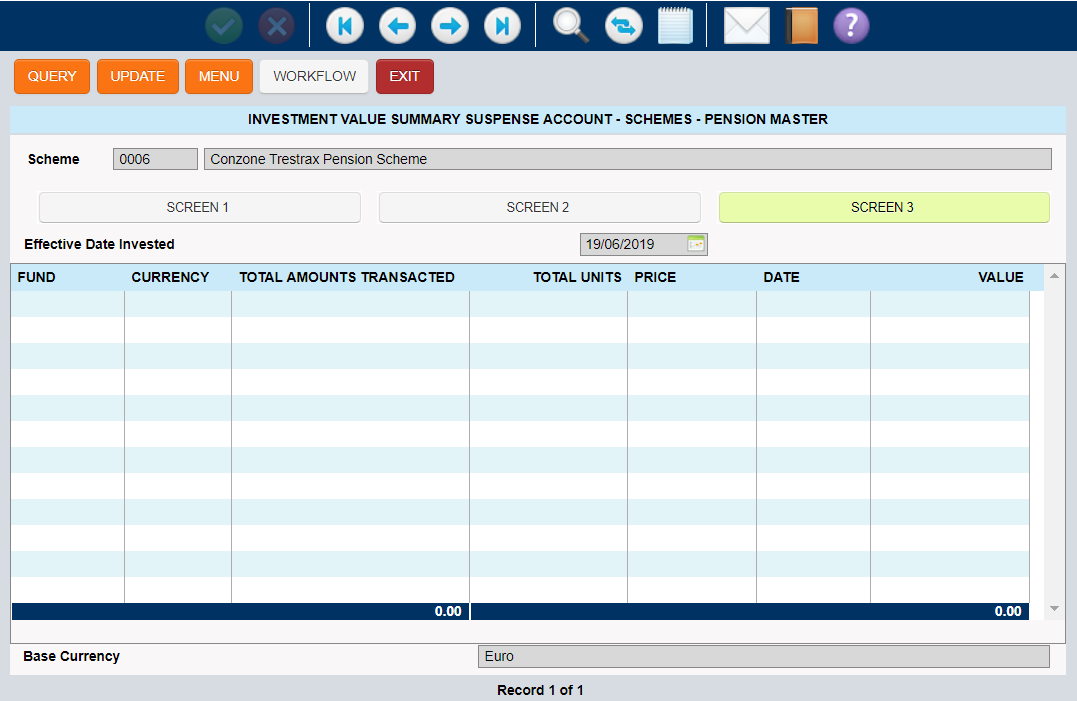 QUERY UPDATE MENU WORKFLOW EXIT
INVESTMENT VALUE SUMMARY SUSPENSE ACCOUNT - SCHEMES - PENSION MASTER
Scheme 0006 Conzone Trestrax Pension Scheme
SCREEN 1 SCREEN 2 SCREEN 3
Effective Date Invested 19/06/2019
FUND CURRENCY TOTAL AMOUNTS TRANSACTED TOTAL UNITS PRICE DATE VALUE
0.00 0.00
Base Currency Euro
Record 1 of 1